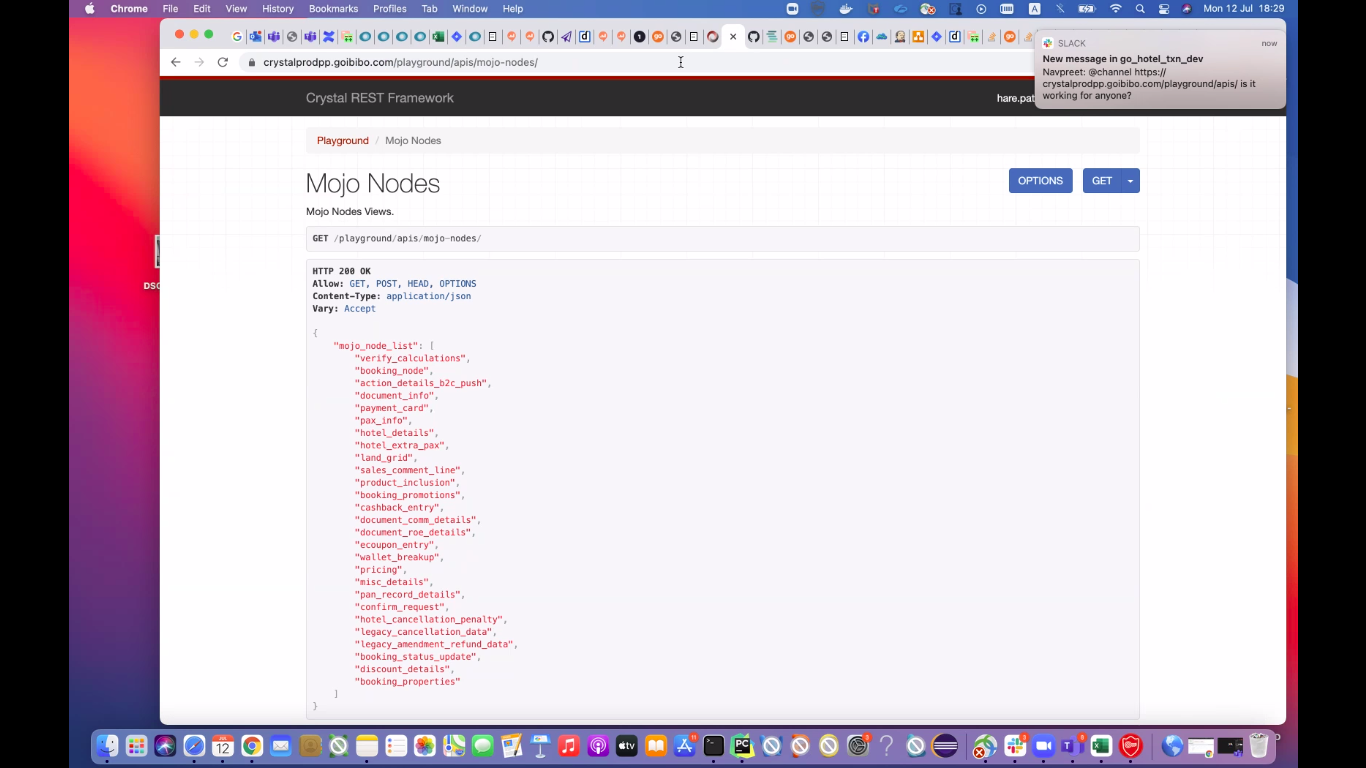 Chrome File Edit View History Bookmarks Profiles Tab Window Help
Mon 12 Jul 18:29
crystalprodpp.goibibo.com/playground/apis/mojo-nodes/
SLACK now
New message in go_hotel_txn_dev
Navpreet: @channel https://
crystalprodpp.goibibo.com/playground/apis/ is it
working for anyone?
Crystal REST Framework
hare.pat
Playground / Mojo Nodes
Mojo Nodes
OPTIONS GET
Mojo Nodes Views.
GET /playground/apis/mojo-nodes/
HTTP 200 OK
Allow: GET, POST, HEAD, OPTIONS
Content-Type: application/json
Vary: Accept
{
"mojo_node_list": [
"verify_calculations",
"booking_node",
"action_details_b2c_push",
"document_info",
"payment_card",
"pax_info",
"hotel_details",
"hotel_extra_pax",
"land_grid",
"sales_comment_line",
"product_inclusion",
"booking_promotions",
"cashback_entry",
"document_comm_details",
"document_roe_details",
"ecoupon_entry",
"wallet_breakup",
"pricing",
"misc_details",
"pan_record_details",
"confirm_request",
"hotel_cancellation_penalty",
"legacy_cancellation_data",
"legacy_amendment_refund_data",
"booking_status_update",
"discount_details",
"booking_properties"
]
}
DSC